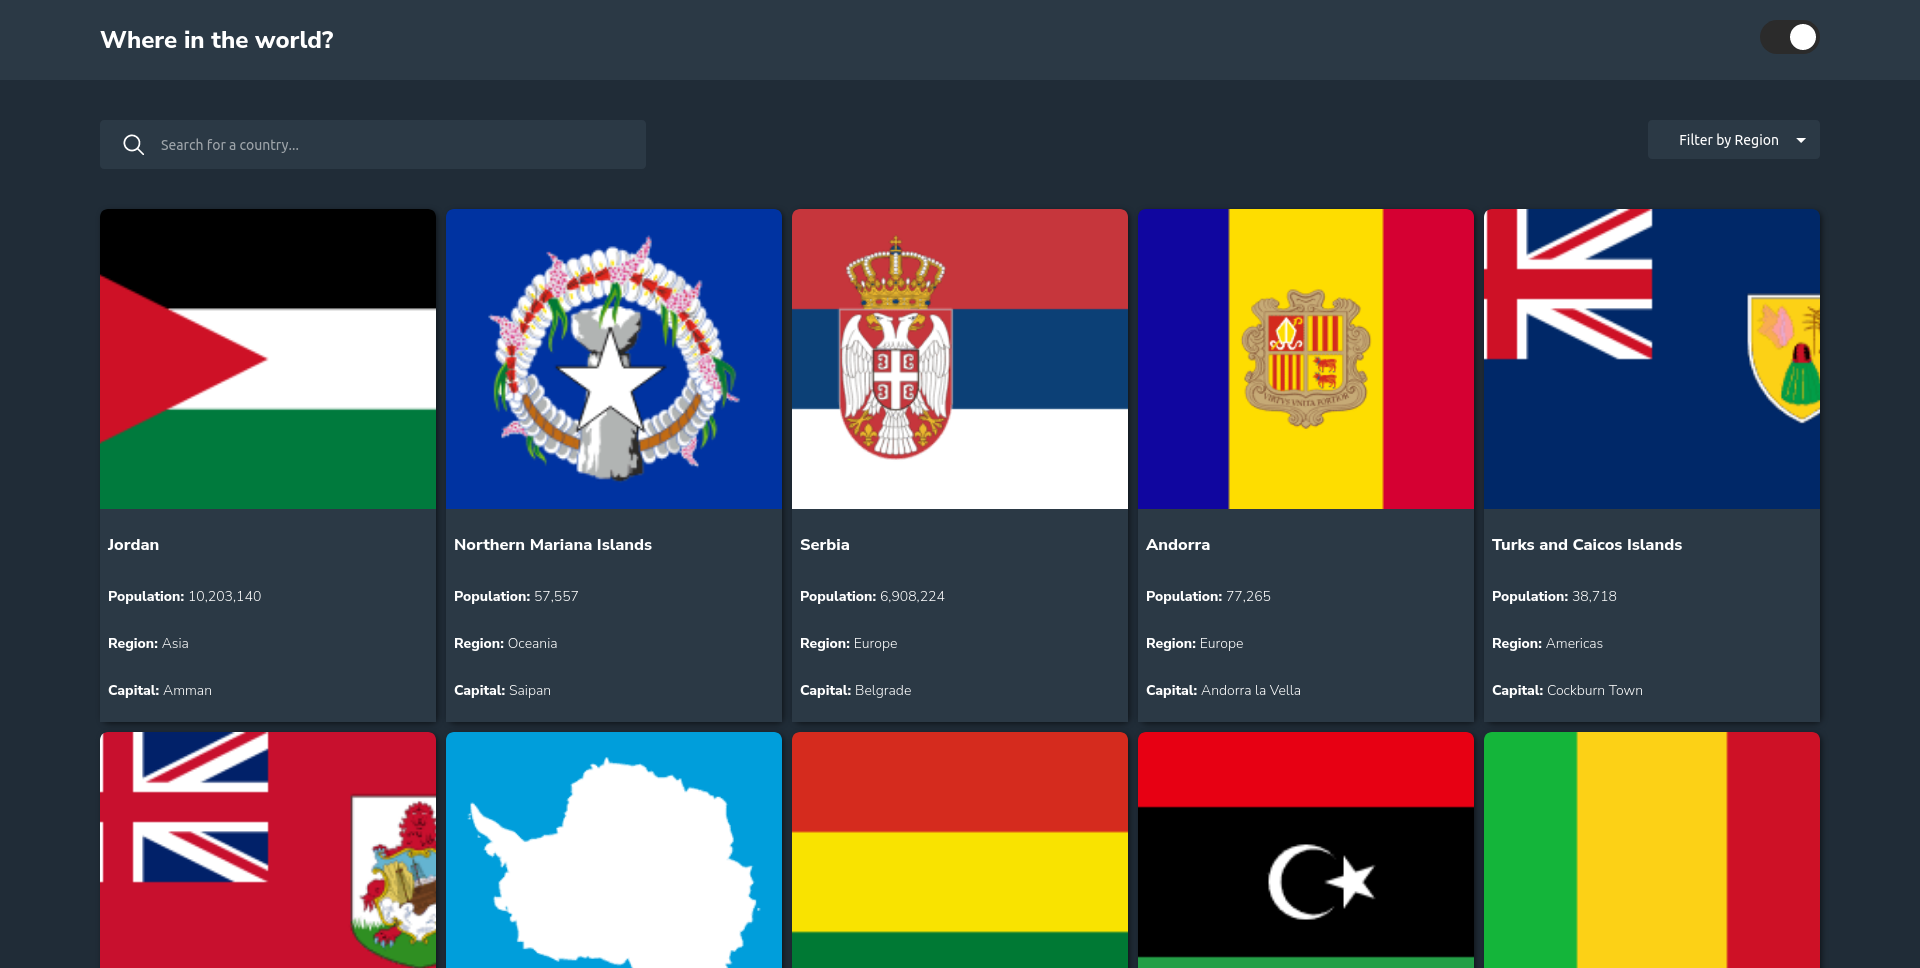 Where in the world?
Search for a country...
Filter by Region
Jordan
Population: 10,203,140
Region: Asia
Capital: Amman
Northern Mariana Islands
Population: 57,557
Region: Oceania
Capital: Saipan
Serbia
Population: 6,908,224
Region: Europe
Capital: Belgrade
VIRTVS UNITA FORTIOR
Andorra
Population: 77,265
Region: Europe
Capital: Andorra la Vella
Turks and Caicos Islands
Population: 38,718
Region: Americas
Capital: Cockburn Town